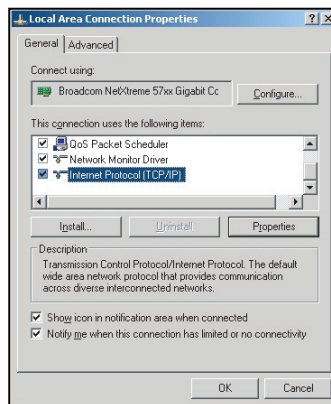 Local Area Connection Properties
General Advanced
Connect using:
Broadcom NetXtreme 57xx Gigabit Cc
Configure...
This connection uses the following items:
QoS Packet Scheduler
Network Monitor Driver
Internet Protocol (TCP/IP)
Install... Uninstall Properties
Description
Transmission Control Protocol/Internet Protocol. The default
wide area network protocol that provides communication
across diverse interconnected networks.
Show icon in notification area when connected
Notify me when this connection has limited or no connectivity
OK Cancel